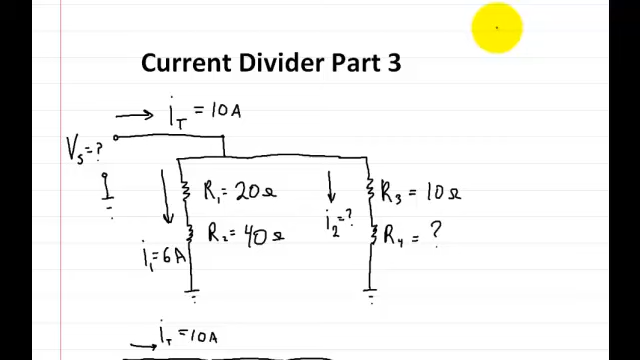 Current Divider Part 3
i_T = 10A
V_s = ?
R_1 = 20Ω
R_3 = 10Ω
i_2 = ?
R_2 = 40Ω
R_4 = ?
i_1 = 6A
i_T = 10A